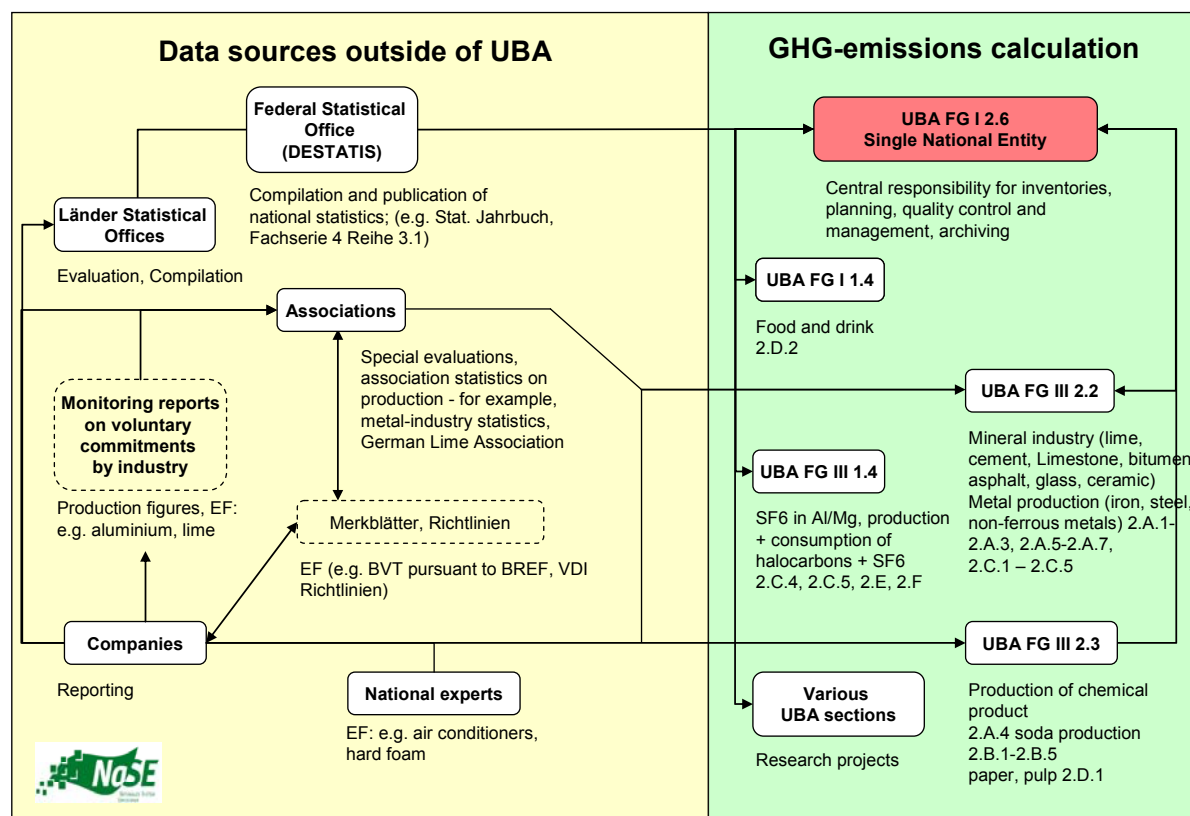 Data sources outside of UBA
Federal Statistical
Office
(DESTATIS)
Compilation and publication of
national statistics; (e.g. Stat. Jahrbuch,
Fachserie 4 Reihe 3.1)
Länder Statistical
Offices
Evaluation, Compilation
Associations
Special evaluations,
association statistics on
production - for example,
metal-industry statistics,
German Lime Association
Monitoring reports
on voluntary
commitments
by industry
Production figures, EF:
e.g. aluminium, lime
Merkblätter, Richtlinien
EF (e.g. BVT pursuant to BREF, VDI
Richtlinien)
Companies
Reporting
National experts
EF: e.g. air conditioners,
hard foam
NaSE
GHG-emissions calculation
UBA FG I 2.6
Single National Entity
Central responsibility for inventories,
planning, quality control and
management, archiving
UBA FG I 1.4
Food and drink
2.D.2
UBA FG III 2.2
Mineral industry (lime,
cement, Limestone, bitumen
asphalt, glass, ceramic)
Metal production (iron, steel,
non-ferrous metals) 2.A.1-
2.A.3, 2.A.5-2.A.7,
2.C.1 – 2.C.5
UBA FG III 1.4
SF6 in Al/Mg, production
+ consumption of
halocarbons + SF6
2.C.4, 2.C.5, 2.E, 2.F
UBA FG III 2.3
Production of chemical
product
2.A.4 soda production
2.B.1-2.B.5
paper, pulp 2.D.1
Various
UBA sections
Research projects